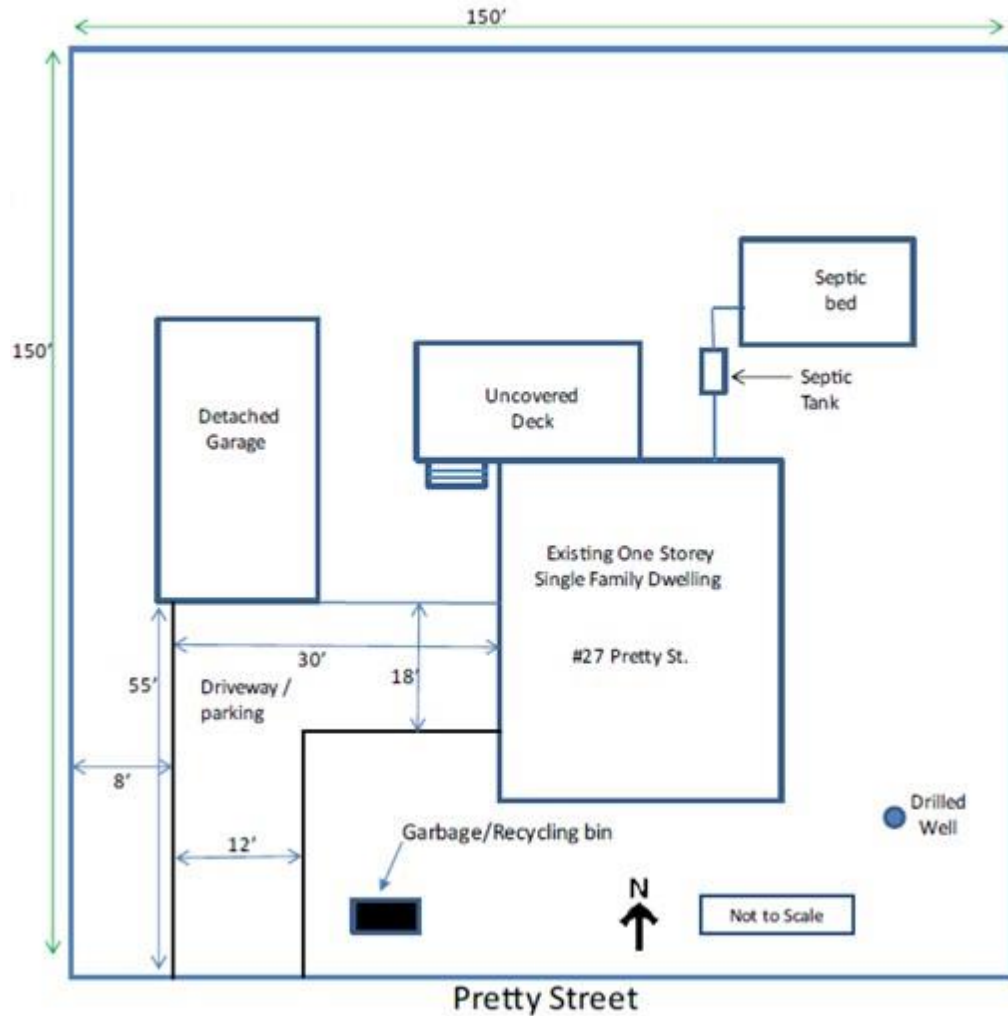 150’
150’
Septic
bed
Septic
Tank
Uncovered
Deck
Detached
Garage
Existing One Storey
Single Family Dwelling
#27 Pretty St.
30’
18’
55’
Driveway /
parking
8’
12’
Garbage/Recycling bin
Drilled
Well
N
Not to Scale
Pretty Street